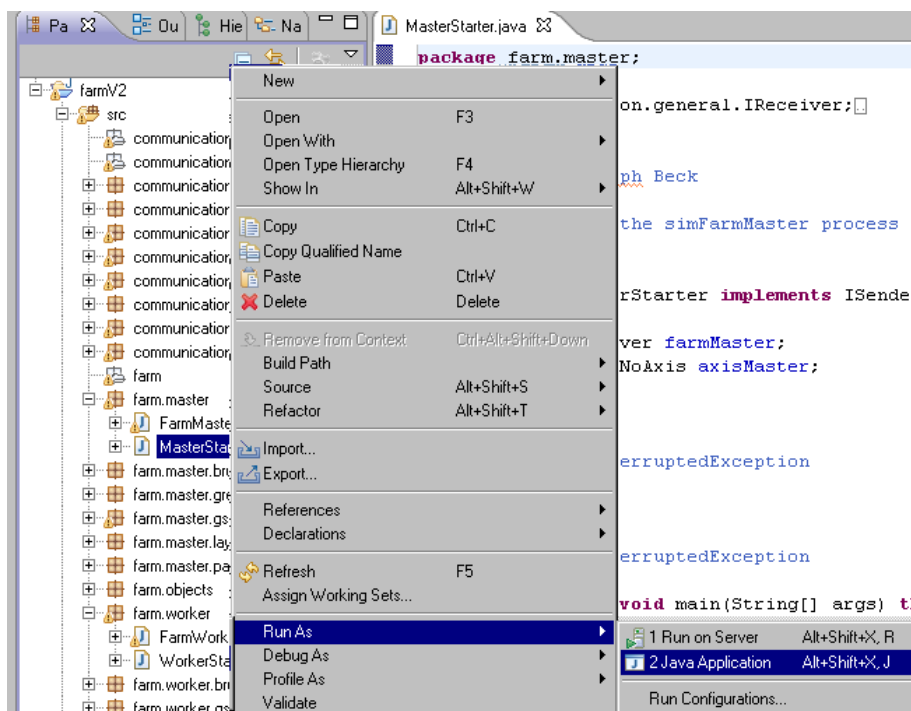 Pa Ou Hie Na MasterStarter.java
package farm.master;
farmV2
src
communication
communication
communication
communication
communication
communication
communication
communication
communication
communication
farm
farm.master
FarmMaste
MasterSta
farm.master.bru
farm.master.gre
farm.master.gs
farm.master.lay
farm.master.pa
farm.objects
farm.worker
FarmWork
WorkerSta
farm.worker.bru
farm.worker.gs
New
Open F3
Open With
Open Type Hierarchy F4
Show In Alt+Shift+W
Copy Ctrl+C
Copy Qualified Name
Paste Ctrl+V
Delete Delete
Remove from Context Ctrl+Alt+Shift+Down
Build Path
Source Alt+Shift+S
Refactor Alt+Shift+T
Import...
Export...
References
Declarations
Refresh F5
Assign Working Sets...
Run As
Debug As
Profile As
Validate
1 Run on Server Alt+Shift+X, R
2 Java Application Alt+Shift+X, J
Run Configurations...
on.general.IReceiver;
ph Beck
the simFarmMaster process
rStarter implements ISende
ver farmMaster;
NoAxis axisMaster;
erruptedException
erruptedException
void main(String[] args) t